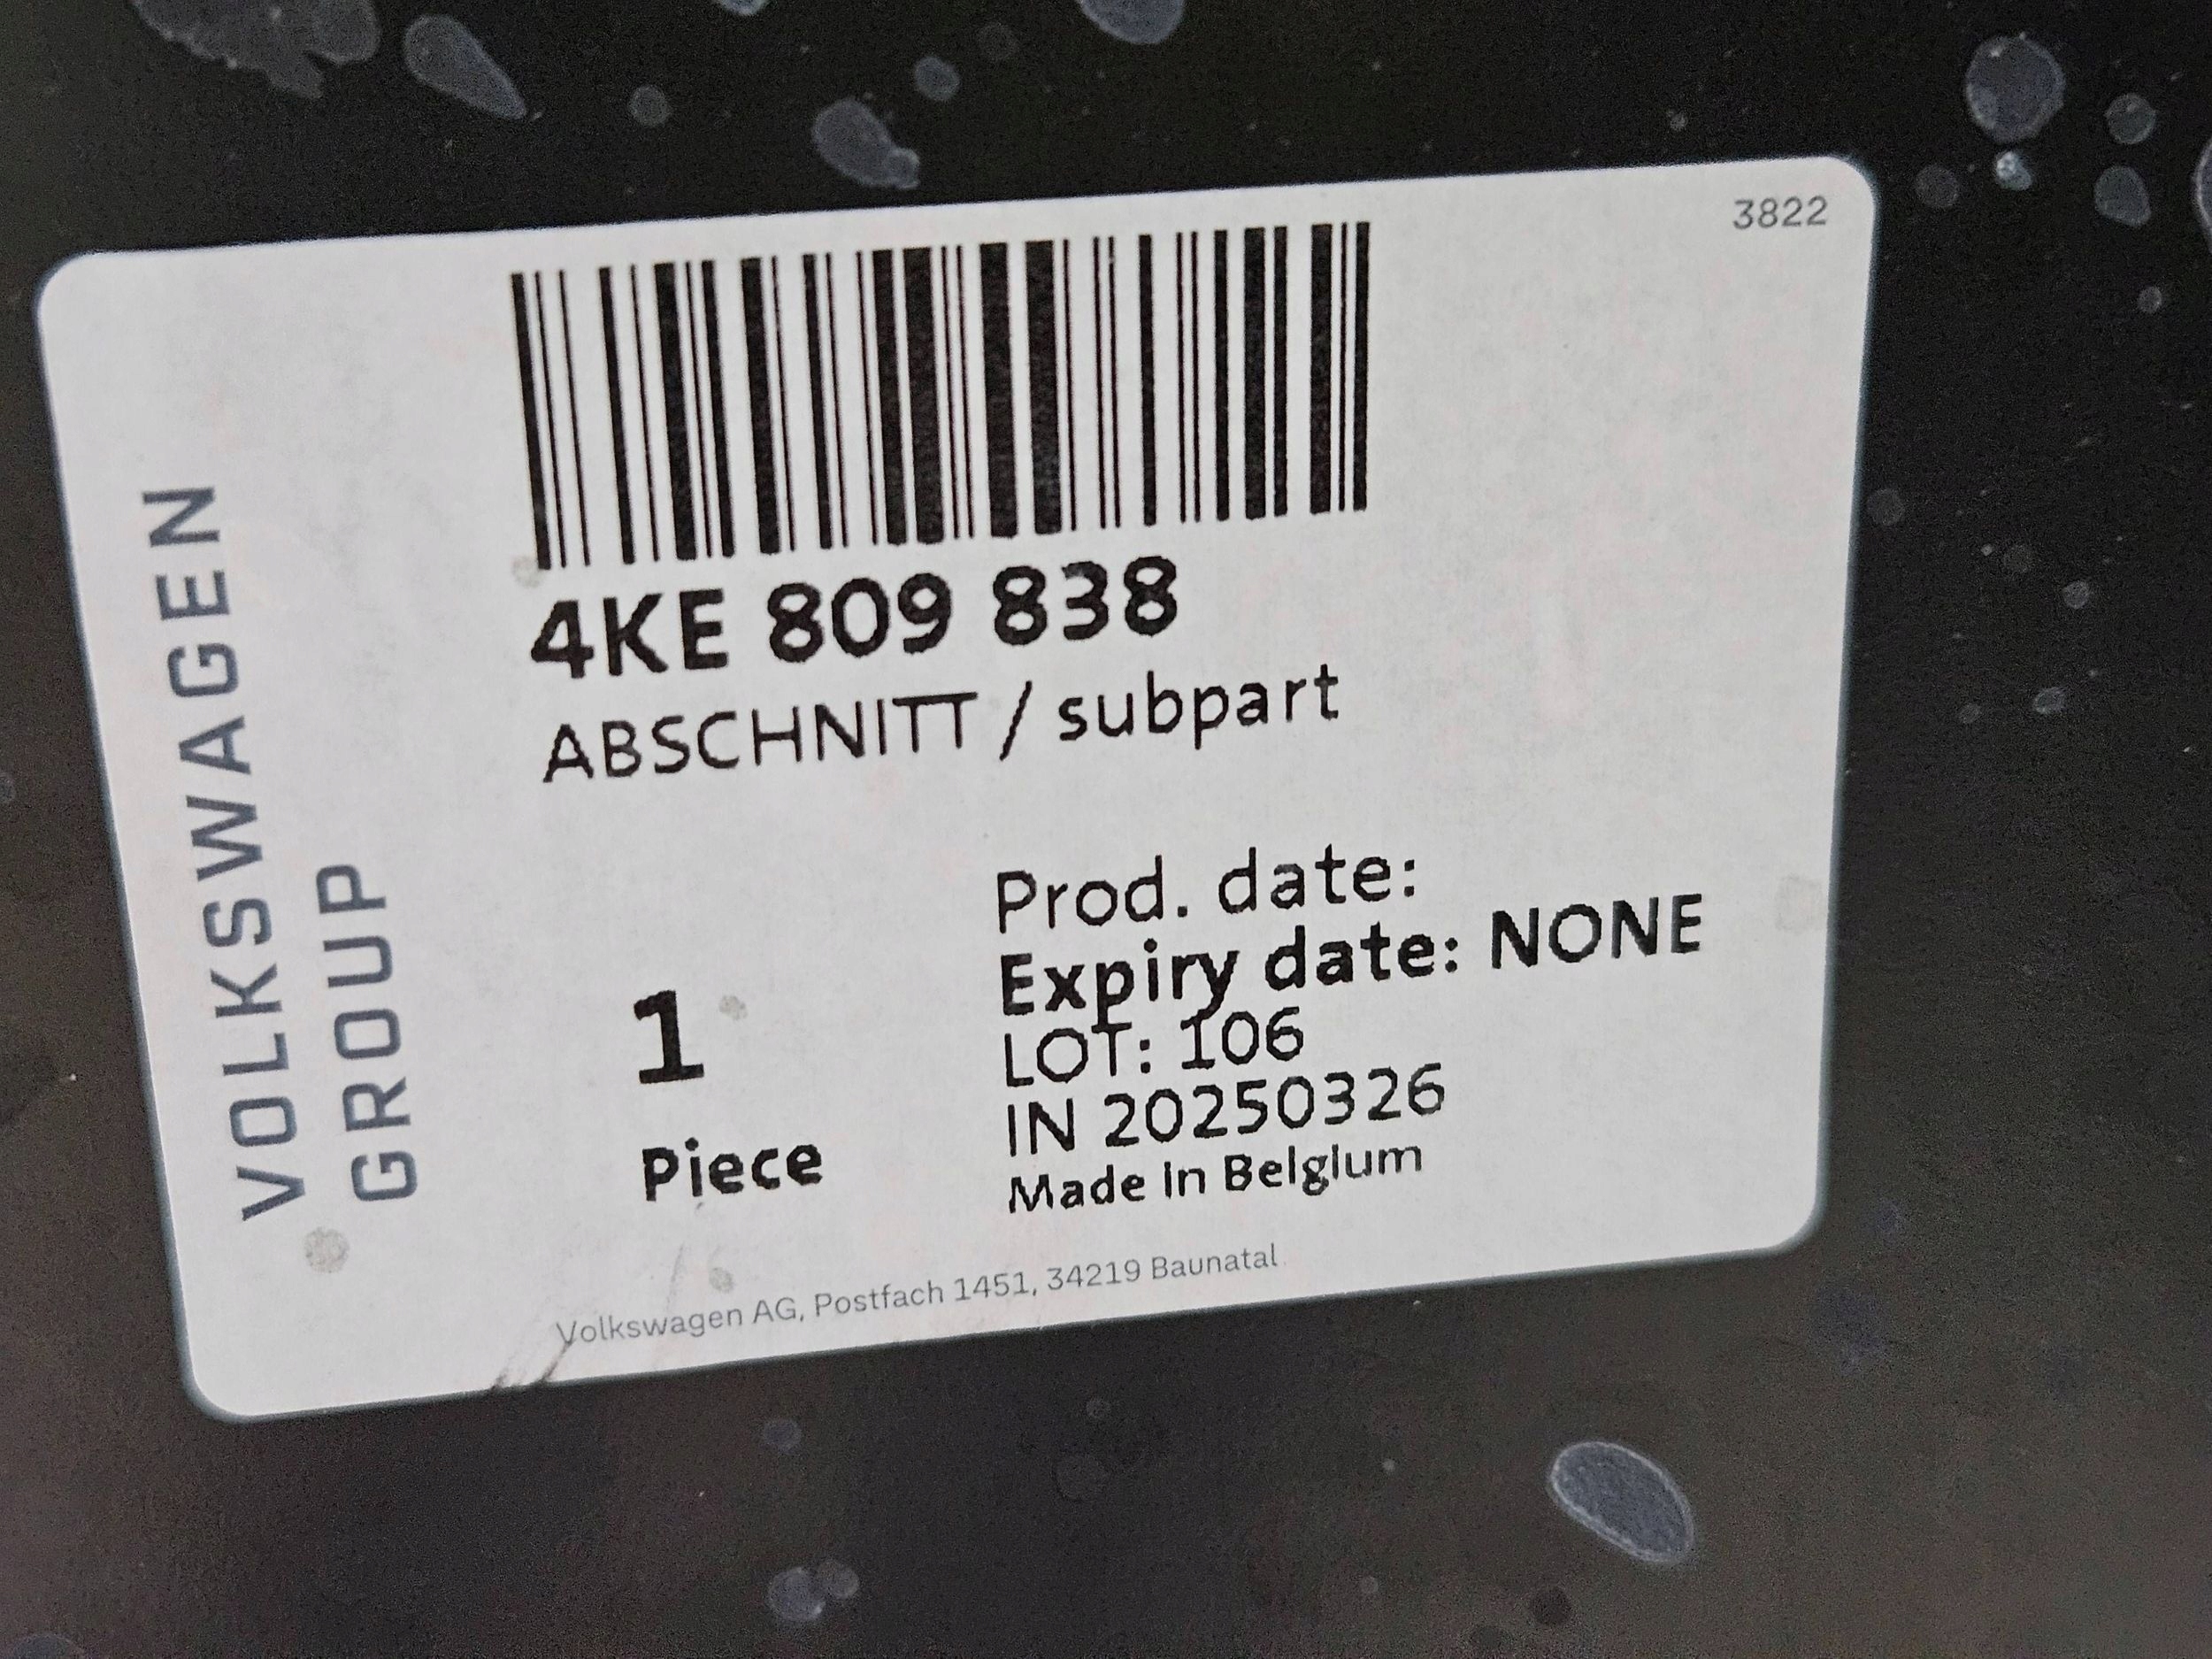 3822
VOLKSWAGEN
GROUP
4KE 809 838
ABSCHNITT / subpart
1
Piece
Prod. date:
Expiry date: NONE
LOT: 106
IN 20250326
Made In Belgium
Volkswagen AG, Postfach 1451, 34219 Baunatal